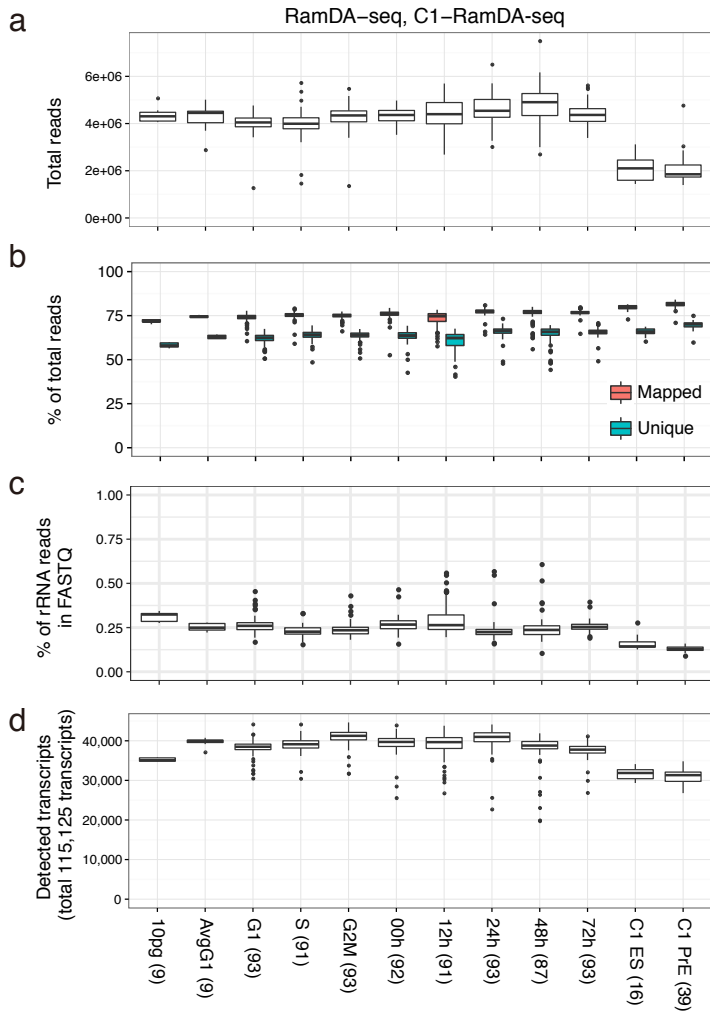 a
RamDA−seq, C1−RamDA-seq
Total reads
6e+06
4e+06
2e+06
0e+00
b
% of total reads
100
75
50
25
0
Mapped
Unique
c
% of rRNA reads
in FASTQ
1.00
0.75
0.50
0.25
0.00
d
Detected transcripts
(total 115,125 transcripts)
40,000
30,000
20,000
10,000
0
10pg (9)
AvgG1 (9)
G1 (93)
S (91)
G2M (93)
00h (92)
12h (91)
24h (93)
48h (87)
72h (93)
C1 ES (16)
C1 PrE (39)